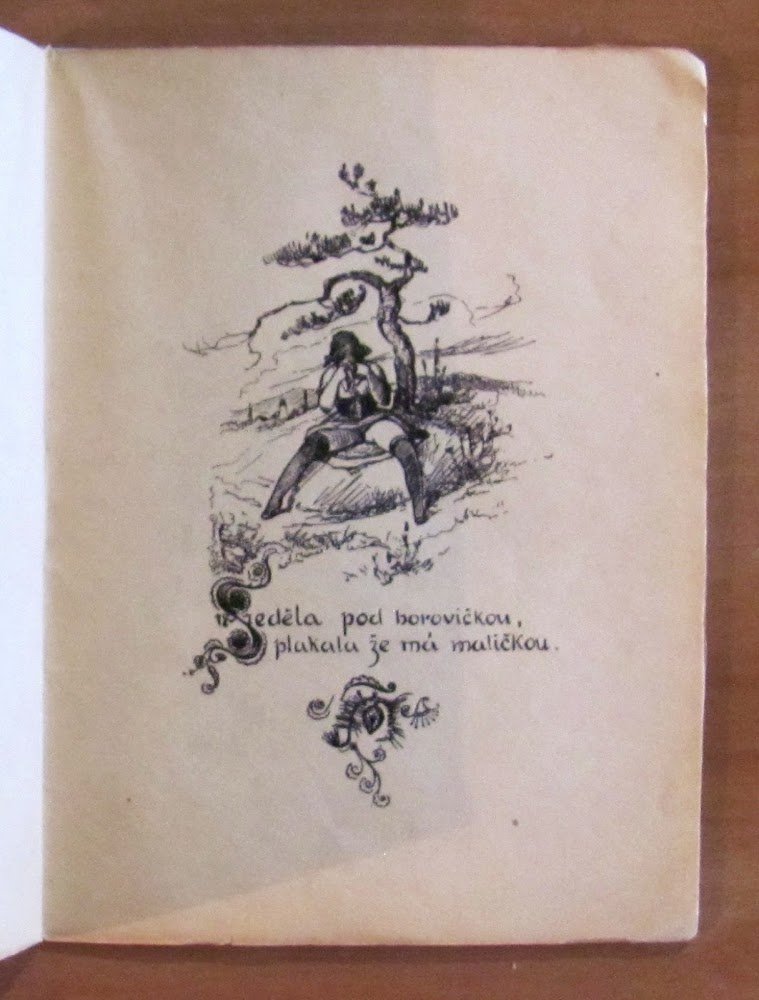 Seděla pod borovičkou,
plakala že má maličkou.